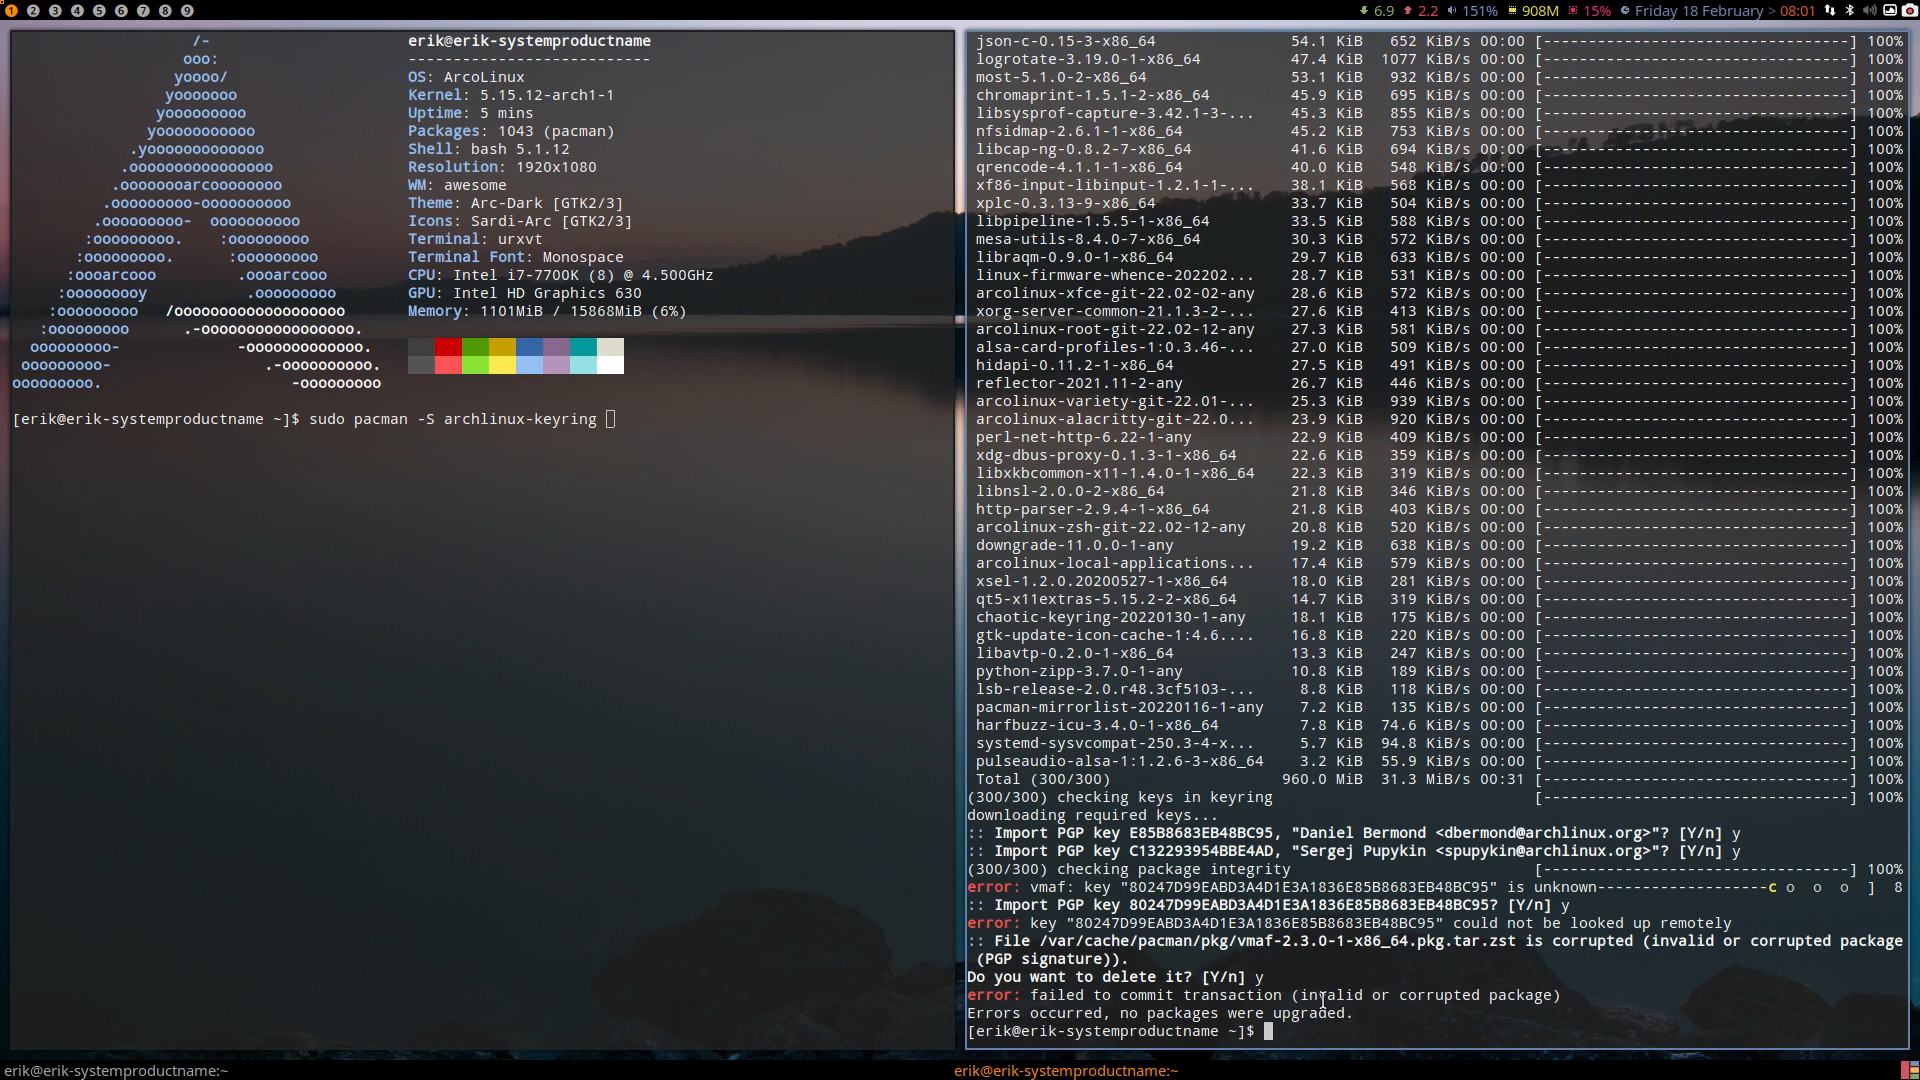 1 2 3 4 5 6 7 8 9
6.9 2.2 151% 908M 15% Friday 18 February > 08:01
/-
ooo:
yoooo/
yooooooo
yooooooooo
yooooooooooo
.yooooooooooooo
.oooooooooooooooo
.oooooooarcoooooooo
.ooooooooo-oooooooooo
.ooooooooo-  oooooooooo
:ooooooooo.    :ooooooooo
:ooooooooo.      :ooooooooo
:oooarcooo         .oooarcooo
:ooooooooy           .ooooooooo
:ooooooooo   /ooooooooooooooooooo
:ooooooooo      .-ooooooooooooooooo.
ooooooooo-             -ooooooooooooo.
ooooooooo-                 .-oooooooooo.
ooooooooo.                     -ooooooooo
erik@erik-systemproductname
---------------------------
OS: ArcoLinux
Kernel: 5.15.12-arch1-1
Uptime: 5 mins
Packages: 1043 (pacman)
Shell: bash 5.1.12
Resolution: 1920x1080
WM: awesome
Theme: Arc-Dark [GTK2/3]
Icons: Sardi-Arc [GTK2/3]
Terminal: urxvt
Terminal Font: Monospace
CPU: Intel i7-7700K (8) @ 4.500GHz
GPU: Intel HD Graphics 630
Memory: 1101MiB / 15868MiB (6%)
[erik@erik-systemproductname ~]$ sudo pacman -S archlinux-keyring
json-c-0.15-3-x86_64 54.1 KiB 652 KiB/s 00:00 [----------------------------------] 100%
logrotate-3.19.0-1-x86_64 47.4 KiB 1077 KiB/s 00:00 [----------------------------------] 100%
most-5.1.0-2-x86_64 53.1 KiB 932 KiB/s 00:00 [----------------------------------] 100%
chromaprint-1.5.1-2-x86_64 45.9 KiB 695 KiB/s 00:00 [----------------------------------] 100%
libsysprof-capture-3.42.1-3-... 45.3 KiB 855 KiB/s 00:00 [----------------------------------] 100%
nfsidmap-2.6.1-1-x86_64 45.2 KiB 753 KiB/s 00:00 [----------------------------------] 100%
libcap-ng-0.8.2-7-x86_64 41.6 KiB 694 KiB/s 00:00 [----------------------------------] 100%
qrencode-4.1.1-1-x86_64 40.0 KiB 548 KiB/s 00:00 [----------------------------------] 100%
xf86-input-libinput-1.2.1-1-... 38.1 KiB 568 KiB/s 00:00 [----------------------------------] 100%
xplc-0.3.13-9-x86_64 33.7 KiB 504 KiB/s 00:00 [----------------------------------] 100%
libpipeline-1.5.5-1-x86_64 33.5 KiB 588 KiB/s 00:00 [----------------------------------] 100%
mesa-utils-8.4.0-7-x86_64 30.3 KiB 572 KiB/s 00:00 [----------------------------------] 100%
libraqm-0.9.0-1-x86_64 29.7 KiB 633 KiB/s 00:00 [----------------------------------] 100%
linux-firmware-whence-202202... 28.7 KiB 531 KiB/s 00:00 [----------------------------------] 100%
arcolinux-xfce-git-22.02-02-any 28.6 KiB 572 KiB/s 00:00 [----------------------------------] 100%
xorg-server-common-21.1.3-2-... 27.6 KiB 413 KiB/s 00:00 [----------------------------------] 100%
arcolinux-root-git-22.02-12-any 27.3 KiB 581 KiB/s 00:00 [----------------------------------] 100%
alsa-card-profiles-1:0.3.46-... 27.0 KiB 509 KiB/s 00:00 [----------------------------------] 100%
hidapi-0.11.2-1-x86_64 27.5 KiB 491 KiB/s 00:00 [----------------------------------] 100%
reflector-2021.11-2-any 26.7 KiB 446 KiB/s 00:00 [----------------------------------] 100%
arcolinux-variety-git-22.01-... 25.3 KiB 939 KiB/s 00:00 [----------------------------------] 100%
arcolinux-alacritty-git-22.0... 23.9 KiB 920 KiB/s 00:00 [----------------------------------] 100%
perl-net-http-6.22-1-any 22.9 KiB 409 KiB/s 00:00 [----------------------------------] 100%
xdg-dbus-proxy-0.1.3-1-x86_64 22.6 KiB 359 KiB/s 00:00 [----------------------------------] 100%
libxkbcommon-x11-1.4.0-1-x86_64 22.3 KiB 319 KiB/s 00:00 [----------------------------------] 100%
libnsl-2.0.0-2-x86_64 21.8 KiB 346 KiB/s 00:00 [----------------------------------] 100%
http-parser-2.9.4-1-x86_64 21.8 KiB 403 KiB/s 00:00 [----------------------------------] 100%
arcolinux-zsh-git-22.02-12-any 20.8 KiB 520 KiB/s 00:00 [----------------------------------] 100%
downgrade-11.0.0-1-any 19.2 KiB 638 KiB/s 00:00 [----------------------------------] 100%
arcolinux-local-applications... 17.4 KiB 579 KiB/s 00:00 [----------------------------------] 100%
xsel-1.2.0.20200527-1-x86_64 18.0 KiB 281 KiB/s 00:00 [----------------------------------] 100%
qt5-x11extras-5.15.2-2-x86_64 14.7 KiB 319 KiB/s 00:00 [----------------------------------] 100%
chaotic-keyring-20220130-1-any 18.1 KiB 175 KiB/s 00:00 [----------------------------------] 100%
gtk-update-icon-cache-1:4.6.... 16.8 KiB 220 KiB/s 00:00 [----------------------------------] 100%
libavtp-0.2.0-1-x86_64 13.3 KiB 247 KiB/s 00:00 [----------------------------------] 100%
python-zipp-3.7.0-1-any 10.8 KiB 189 KiB/s 00:00 [----------------------------------] 100%
lsb-release-2.0.r48.3cf5103-... 8.8 KiB 118 KiB/s 00:00 [----------------------------------] 100%
pacman-mirrorlist-20220116-1-any 7.2 KiB 135 KiB/s 00:00 [----------------------------------] 100%
harfbuzz-icu-3.4.0-1-x86_64 7.8 KiB 74.6 KiB/s 00:00 [----------------------------------] 100%
systemd-sysvcompat-250.3-4-x... 5.7 KiB 94.8 KiB/s 00:00 [----------------------------------] 100%
pulseaudio-alsa-1:1.2.6-3-x86_64 3.2 KiB 55.9 KiB/s 00:00 [----------------------------------] 100%
Total (300/300) 960.0 MiB 31.3 MiB/s 00:31 [----------------------------------] 100%
(300/300) checking keys in keyring [----------------------------------] 100%
downloading required keys...
:: Import PGP key E85B8683EB48BC95, "Daniel Bermond <dbermond@archlinux.org>"? [Y/n] y
:: Import PGP key C132293954BBE4AD, "Sergej Pupykin <spupykin@archlinux.org>"? [Y/n] y
(300/300) checking package integrity [----------------------------------] 100%
error: vmaf: key "80247D99EABD3A4D1E3A1836E85B8683EB48BC95" is unknown-------------------c o  o  o  ]  8
:: Import PGP key 80247D99EABD3A4D1E3A1836E85B8683EB48BC95? [Y/n] y
error: key "80247D99EABD3A4D1E3A1836E85B8683EB48BC95" could not be looked up remotely
:: File /var/cache/pacman/pkg/vmaf-2.3.0-1-x86_64.pkg.tar.zst is corrupted (invalid or corrupted package
(PGP signature)).
Do you want to delete it? [Y/n] y
error: failed to commit transaction (invalid or corrupted package)
Errors occurred, no packages were upgraded.
[erik@erik-systemproductname ~]$
erik@erik-systemproductname:~
erik@erik-systemproductname:~